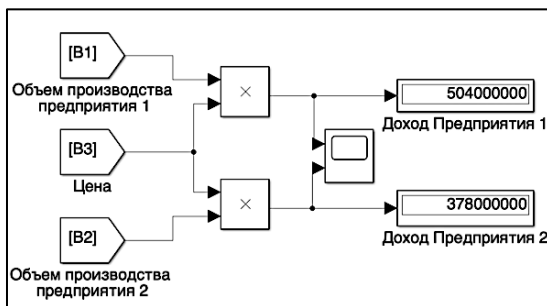 [B1]
Объем производства
предприятия 1
×
504000000
Доход Предприятия 1
[B3]
Цена
×
378000000
Доход Предприятия 2
[B2]
Объем производства
предприятия 2